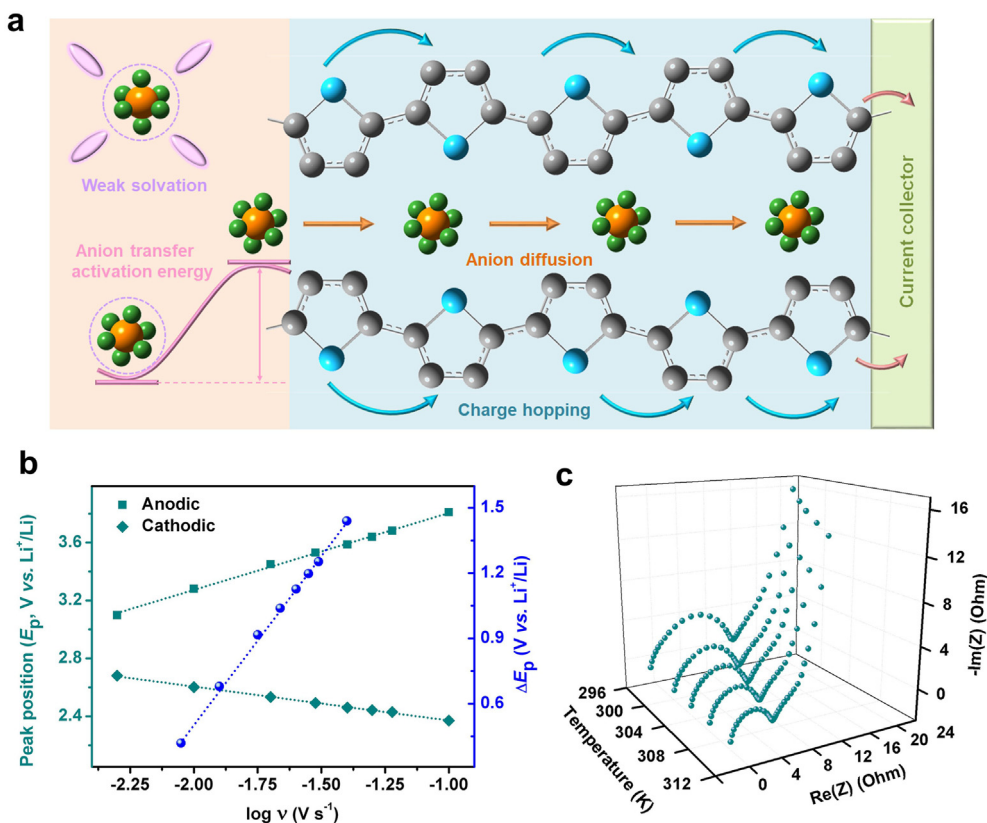 a
Weak solvation
Anion transfer
activation energy
Anion diffusion
Charge hopping
Current collector
b
Anodic
Cathodic
Peak position (Eₚ, V vs. Li⁺/Li)
3.6
3.2
2.8
2.4
1.5
1.2
0.9
0.6
ΔEₚ (V vs. Li⁺/Li)
-2.25 -2.00 -1.75 -1.50 -1.25 -1.00
log ν (V s⁻¹)
c
16
12
8
4
0
-Im(Z) (Ohm)
296
300
304
308
312
Temperature (K)
0 4 8 12 16 20 24
Re(Z) (Ohm)